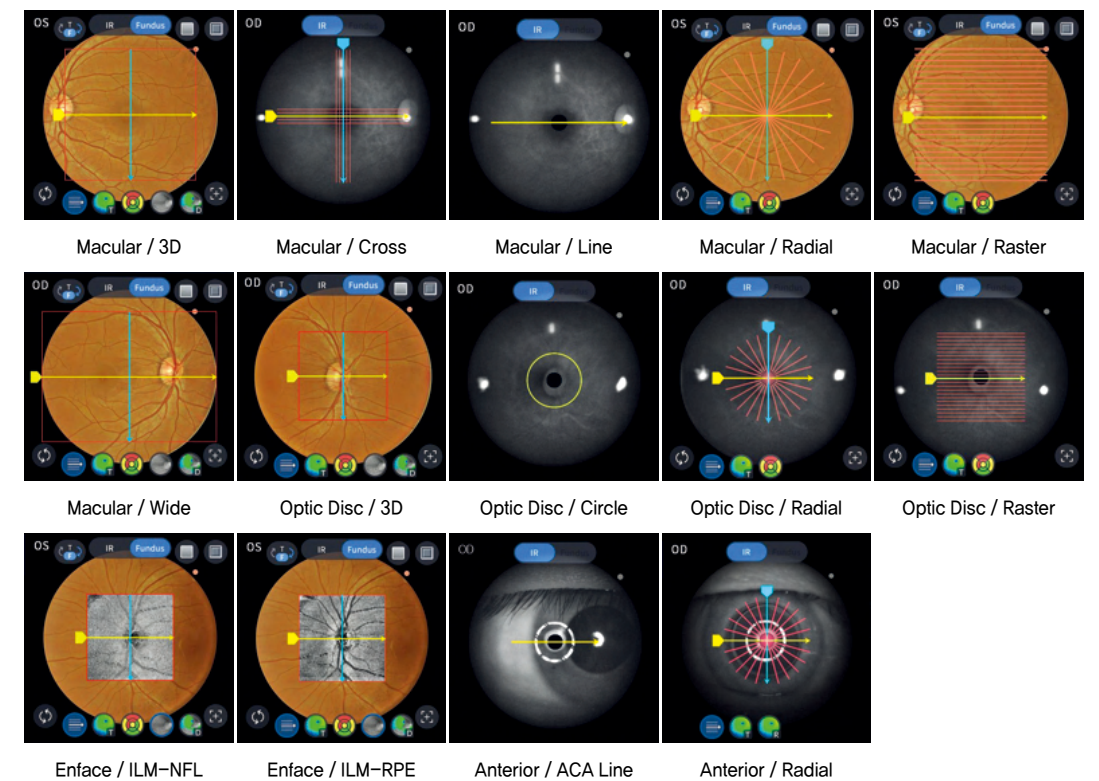 OS T F IR Fundus
OD IR
OD IR
OS T F IR Fundus
OS T F IR Fundus
T D
T
T
Macular / 3D
Macular / Cross
Macular / Line
Macular / Radial
Macular / Raster
OD T F IR Fundus
OD T F IR Fundus
OD IR
OD IR
OD IR
T D
T D
T
T
Macular / Wide
Optic Disc / 3D
Optic Disc / Circle
Optic Disc / Radial
Optic Disc / Raster
OS T F IR Fundus
OS T F IR Fundus
OD IR
OD IR
T D
T D
T R
Enface / ILM-NFL
Enface / ILM-RPE
Anterior / ACA Line
Anterior / Radial